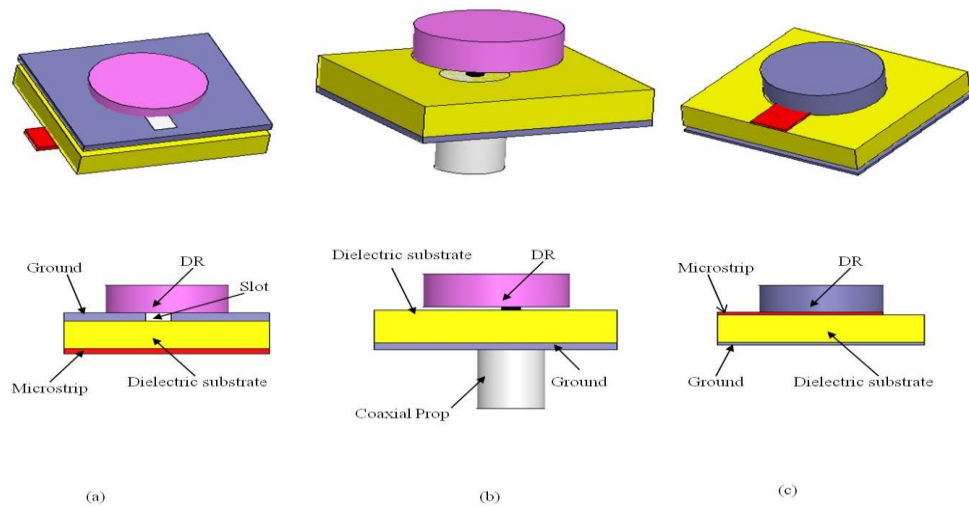 Ground
DR
Slot
Microstrip
Dielectric substrate
(a)
Dielectric substrate
DR
Ground
Coaxial Prop
(b)
Microstrip
DR
Ground
Dielectric substrate
(c)